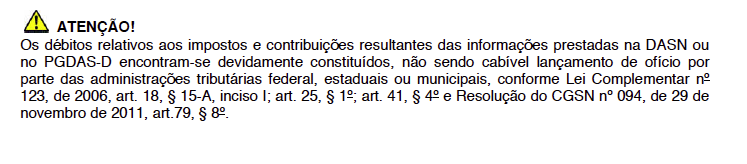 ATENÇÃO!
Os débitos relativos aos impostos e contribuições resultantes das informações prestadas na DASN ou
no PGDAS-D encontram-se devidamente constituídos, não sendo cabível lançamento de ofício por
parte das administrações tributárias federal, estaduais ou municipais, conforme Lei Complementar nº
123, de 2006, art. 18, § 15-A, inciso I; art. 25, § 1º; art. 41, § 4º e Resolução do CGSN nº 094, de 29 de
novembro de 2011, art.79, § 8º.